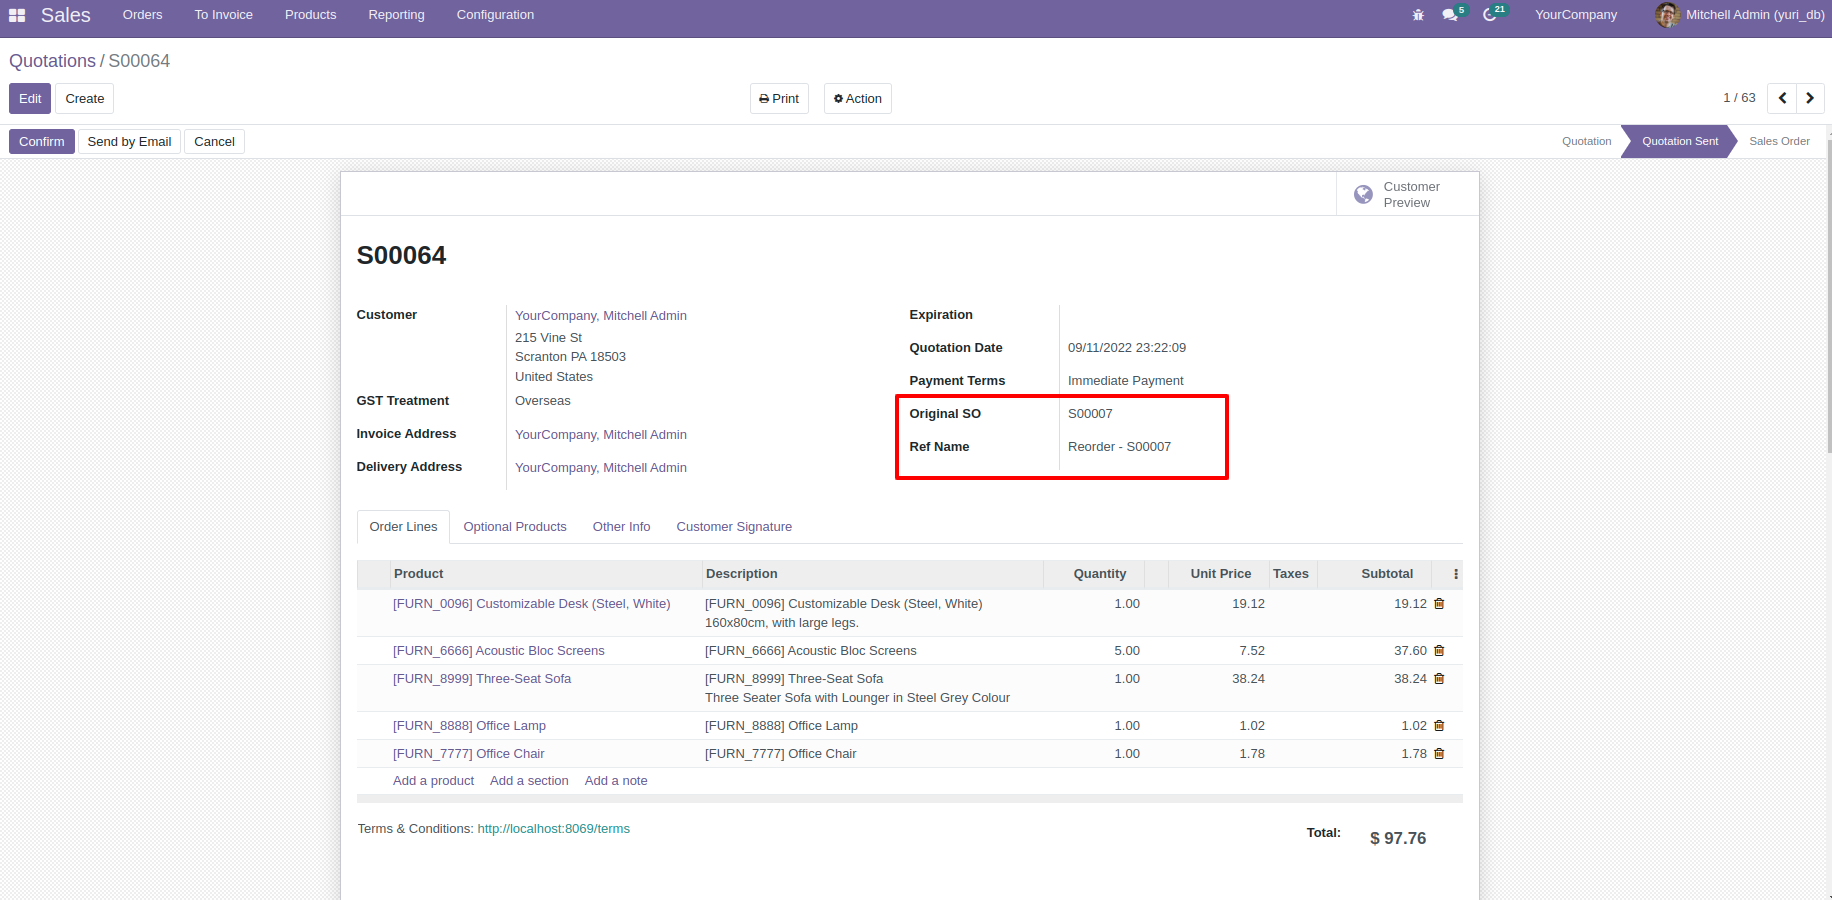 Sales Orders To Invoice Products Reporting Configuration 5 21 YourCompany Mitchell Admin (yuri_db)
Quotations / S00064
Edit Create Print Action 1 / 63
Confirm Send by Email Cancel Quotation Quotation Sent Sales Order
Customer
Preview
S00064
Customer YourCompany, Mitchell Admin
215 Vine St
Scranton PA 18503
United States
GST Treatment Overseas
Invoice Address YourCompany, Mitchell Admin
Delivery Address YourCompany, Mitchell Admin
Expiration
Quotation Date 09/11/2022 23:22:09
Payment Terms Immediate Payment
Original SO S00007
Ref Name Reorder - S00007
Order Lines Optional Products Other Info Customer Signature
Product Description Quantity Unit Price Taxes Subtotal
[FURN_0096] Customizable Desk (Steel, White) [FURN_0096] Customizable Desk (Steel, White) 1.00 19.12 19.12
160x80cm, with large legs.
[FURN_6666] Acoustic Bloc Screens [FURN_6666] Acoustic Bloc Screens 5.00 7.52 37.60
[FURN_8999] Three-Seat Sofa [FURN_8999] Three-Seat Sofa 1.00 38.24 38.24
Three Seater Sofa with Lounger in Steel Grey Colour
[FURN_8888] Office Lamp [FURN_8888] Office Lamp 1.00 1.02 1.02
[FURN_7777] Office Chair [FURN_7777] Office Chair 1.00 1.78 1.78
Add a product Add a section Add a note
Terms & Conditions: http://localhost:8069/terms Total: $ 97.76